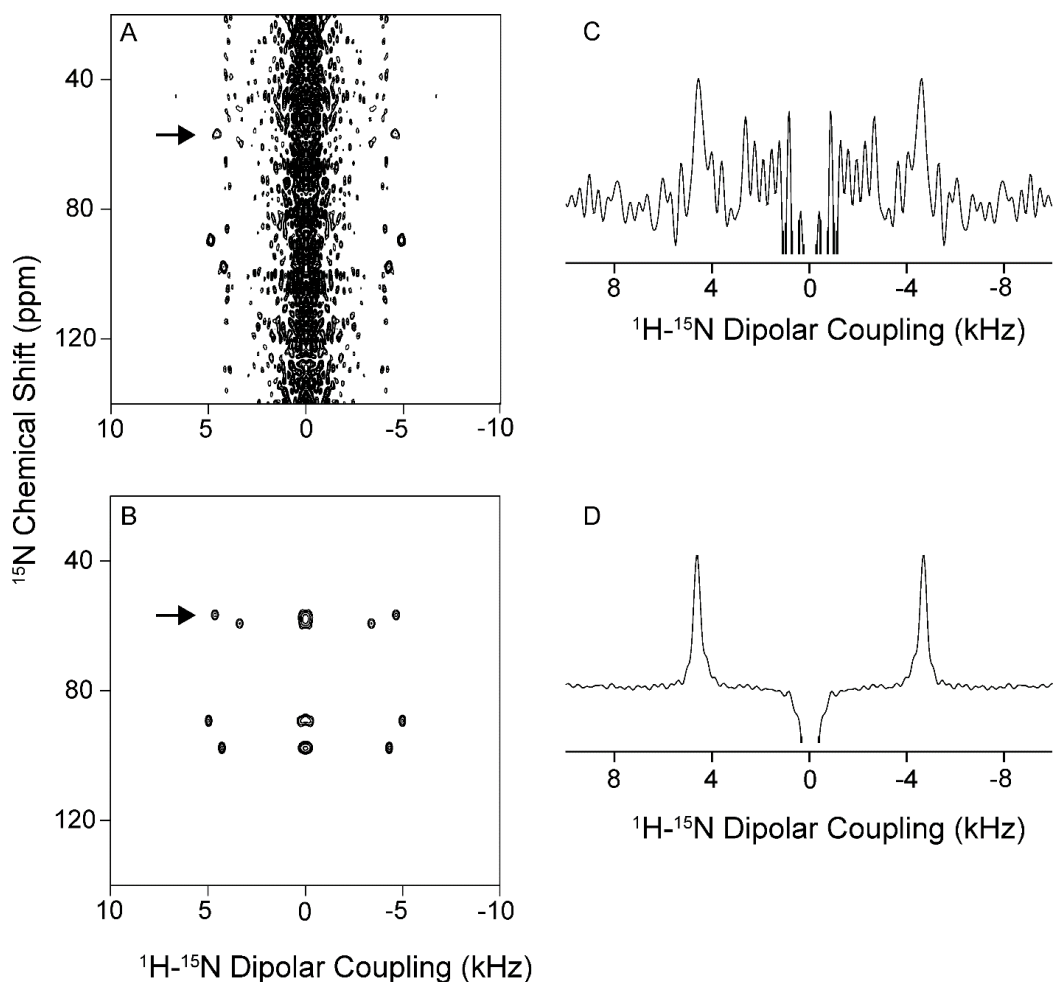 A
40
80
120
10 5 0 -5 -10
B
40
80
120
10 5 0 -5 -10
¹⁵N Chemical Shift (ppm)
¹H-¹⁵N Dipolar Coupling (kHz)
C
8 4 0 -4 -8
¹H-¹⁵N Dipolar Coupling (kHz)
D
8 4 0 -4 -8
¹H-¹⁵N Dipolar Coupling (kHz)